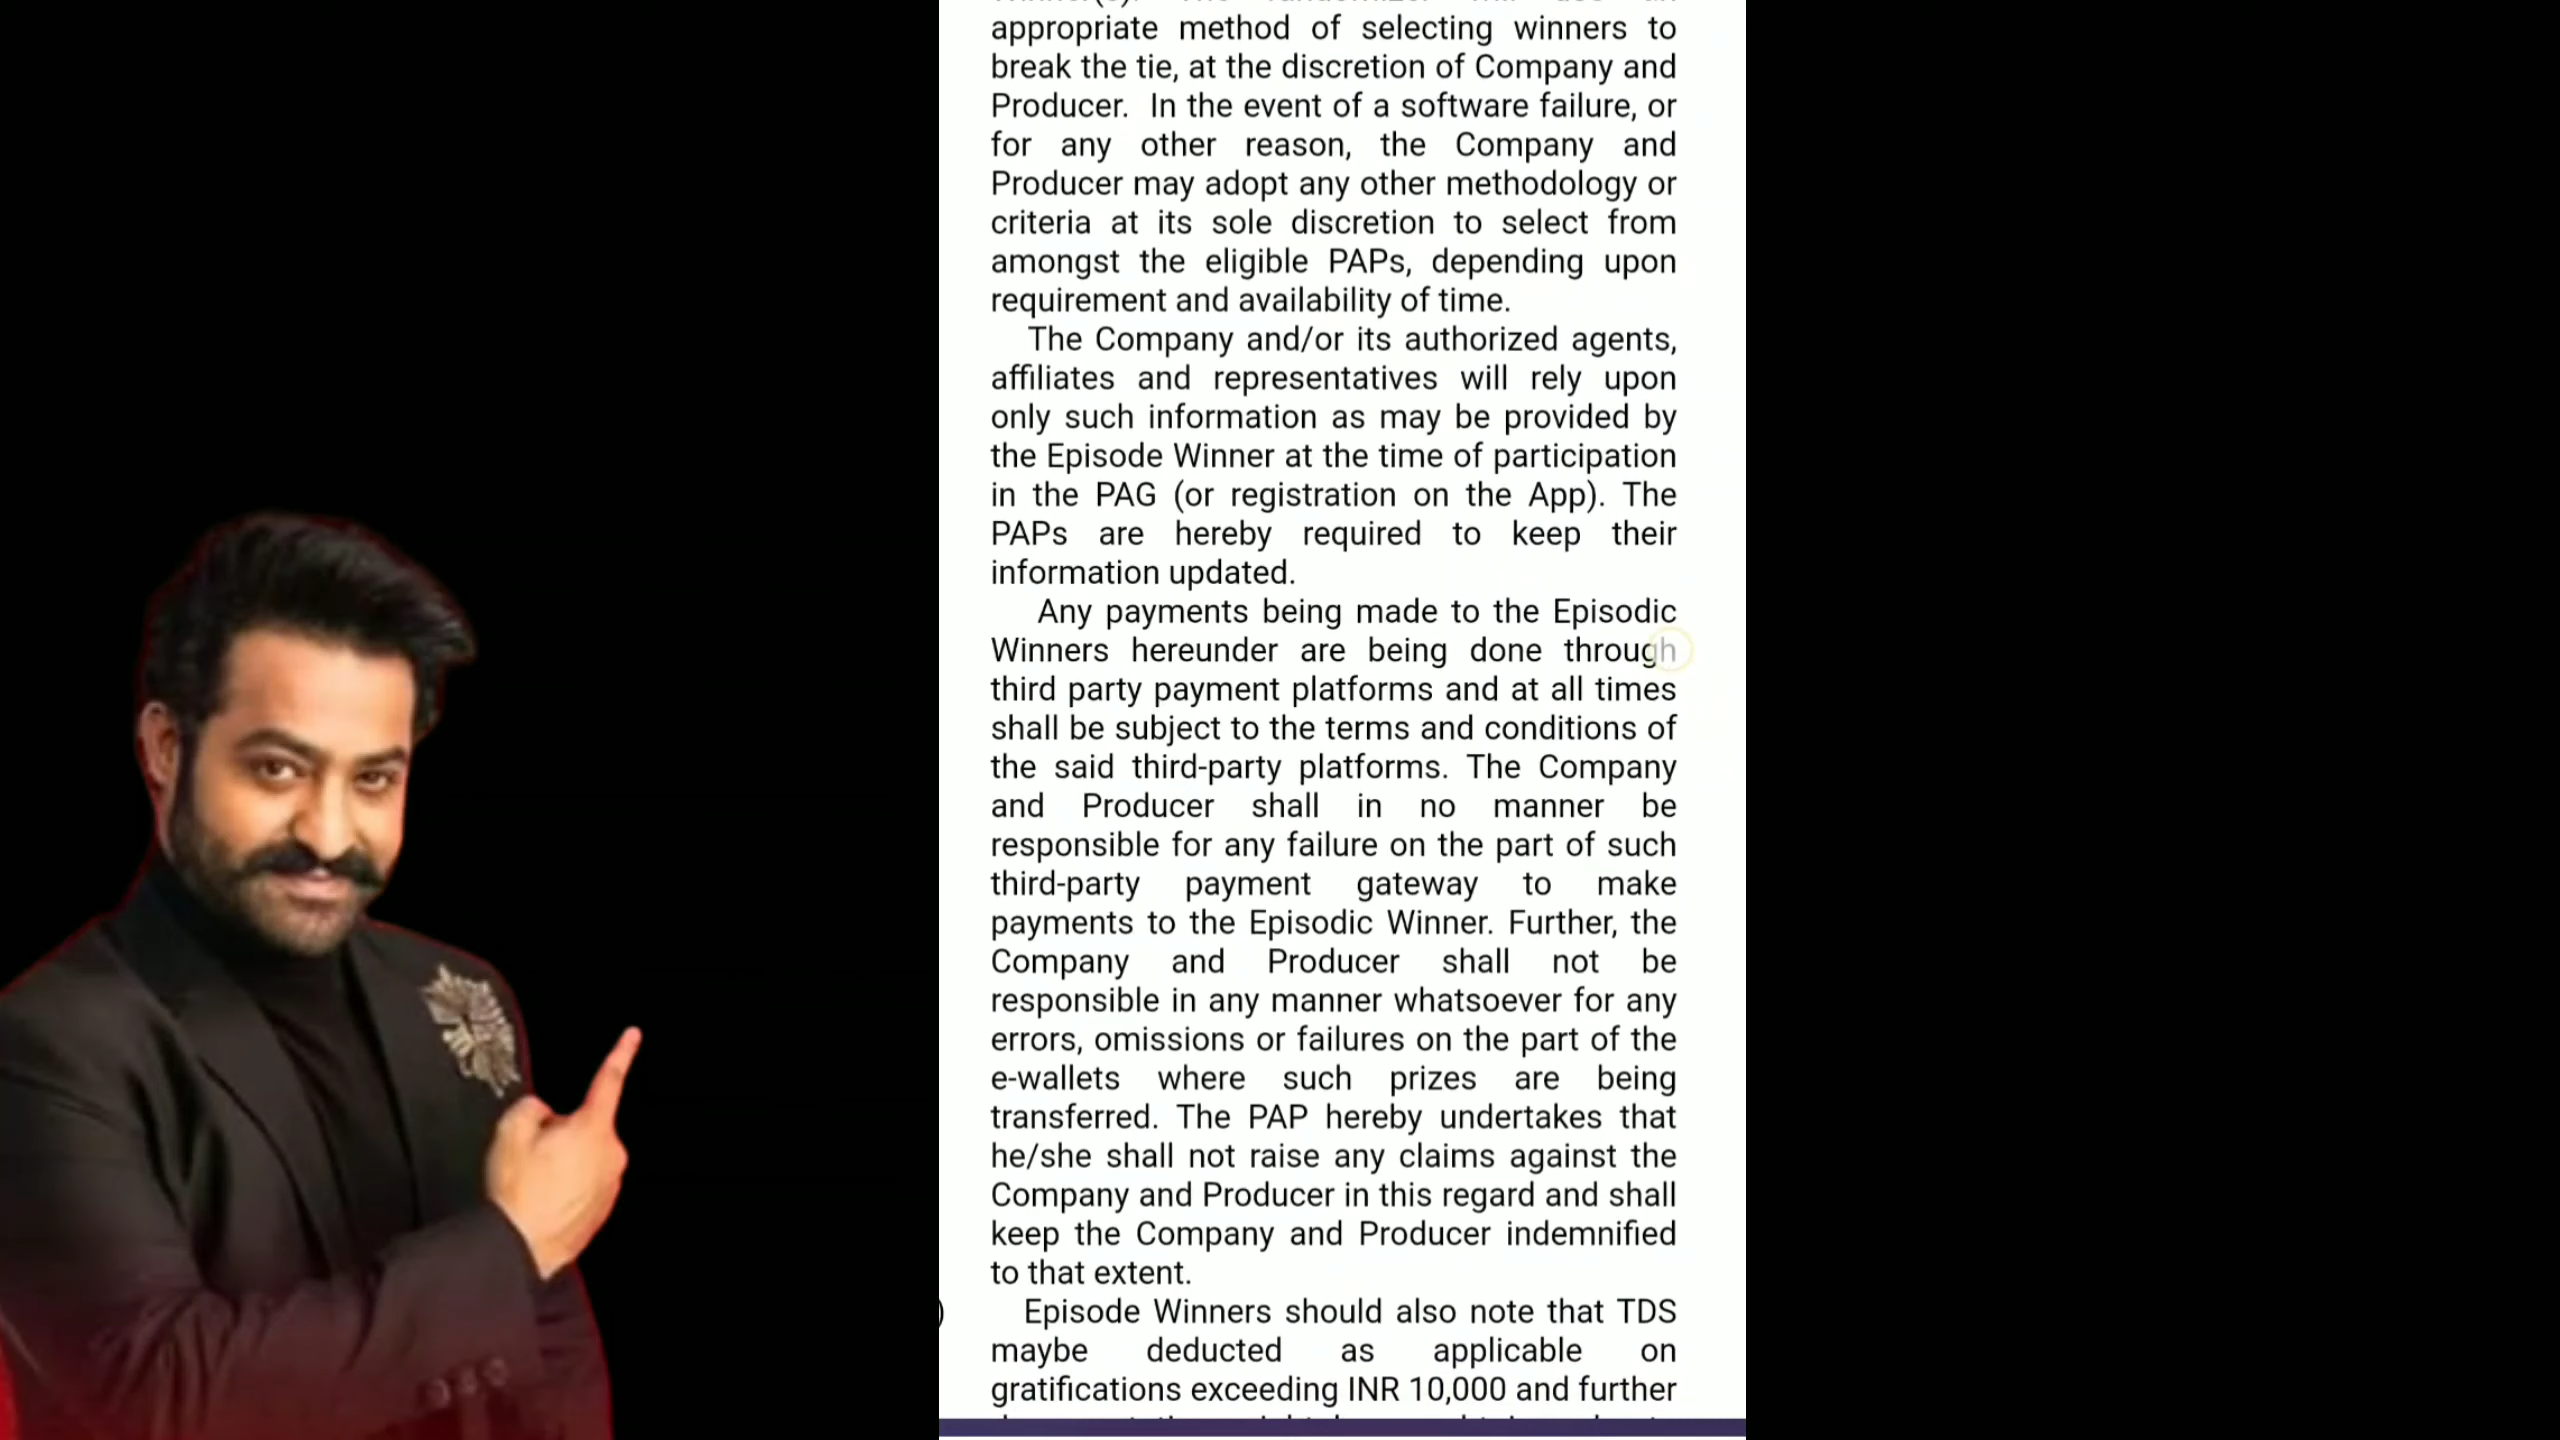 appropriate method of selecting winners to
break the tie, at the discretion of Company and
Producer. In the event of a software failure, or
for any other reason, the Company and
Producer may adopt any other methodology or
criteria at its sole discretion to select from
amongst the eligible PAPs, depending upon
requirement and availability of time.
The Company and/or its authorized agents,
affiliates and representatives will rely upon
only such information as may be provided by
the Episode Winner at the time of participation
in the PAG (or registration on the App). The
PAPs are hereby required to keep their
information updated.
Any payments being made to the Episodic
Winners hereunder are being done through
third party payment platforms and at all times
shall be subject to the terms and conditions of
the said third-party platforms. The Company
and Producer shall in no manner be
responsible for any failure on the part of such
third-party payment gateway to make
payments to the Episodic Winner. Further, the
Company and Producer shall not be
responsible in any manner whatsoever for any
errors, omissions or failures on the part of the
e-wallets where such prizes are being
transferred. The PAP hereby undertakes that
he/she shall not raise any claims against the
Company and Producer in this regard and shall
keep the Company and Producer indemnified
to that extent.
) Episode Winners should also note that TDS
maybe deducted as applicable on
gratifications exceeding INR 10,000 and further